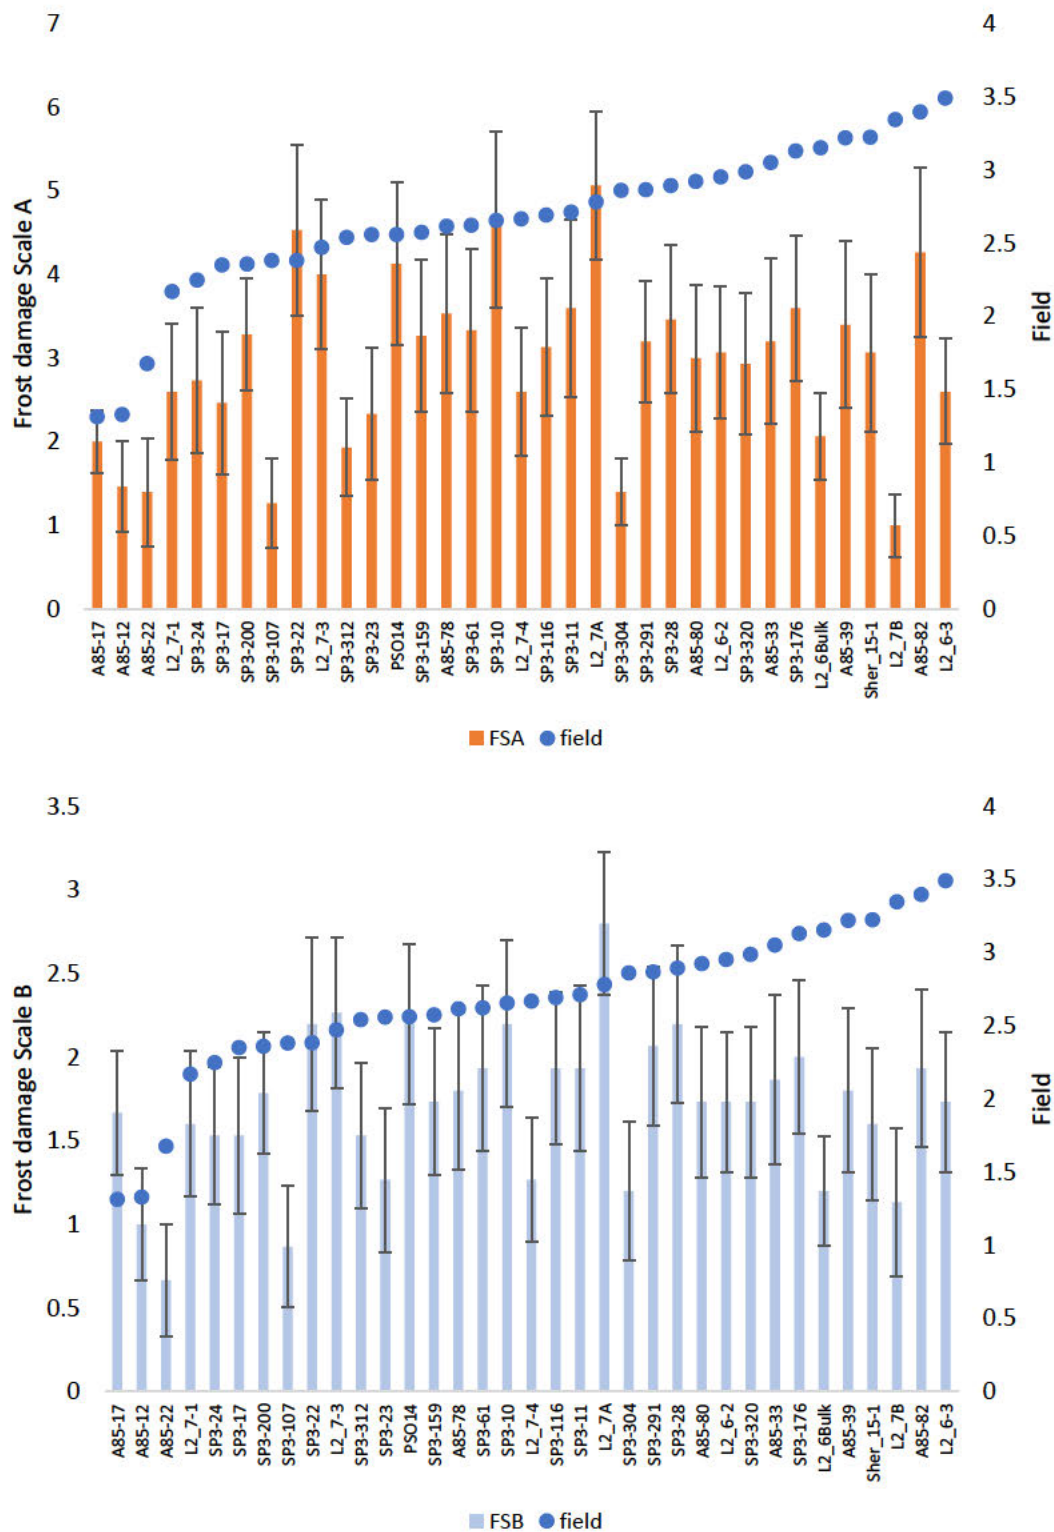 7
6
5
4
3
2
1
0
Frost damage Scale A
4
3.5
3
2.5
2
1.5
1
0.5
0
Field
A85-17
A85-12
A85-22
L2_7-1
SP3-24
SP3-17
SP3-200
SP3-107
SP3-22
L2_7-3
SP3-312
SP3-23
PSO14
SP3-159
A85-78
SP3-61
SP3-10
L2_7-4
SP3-116
SP3-11
L2_7A
SP3-304
SP3-291
SP3-28
A85-80
L2_6-2
SP3-320
A85-33
SP3-176
L2_6Bulk
A85-39
Sher_15-1
L2_7B
A85-82
L2_6-3
FSA field
3.5
3
2.5
2
1.5
1
0.5
0
Frost damage Scale B
4
3.5
3
2.5
2
1.5
1
0.5
0
Field
A85-17
A85-12
A85-22
L2_7-1
SP3-24
SP3-17
SP3-200
SP3-107
SP3-22
L2_7-3
SP3-312
SP3-23
PSO14
SP3-159
A85-78
SP3-61
SP3-10
L2_7-4
SP3-116
SP3-11
L2_7A
SP3-304
SP3-291
SP3-28
A85-80
L2_6-2
SP3-320
A85-33
SP3-176
L2_6Bulk
A85-39
Sher_15-1
L2_7B
A85-82
L2_6-3
FSB field